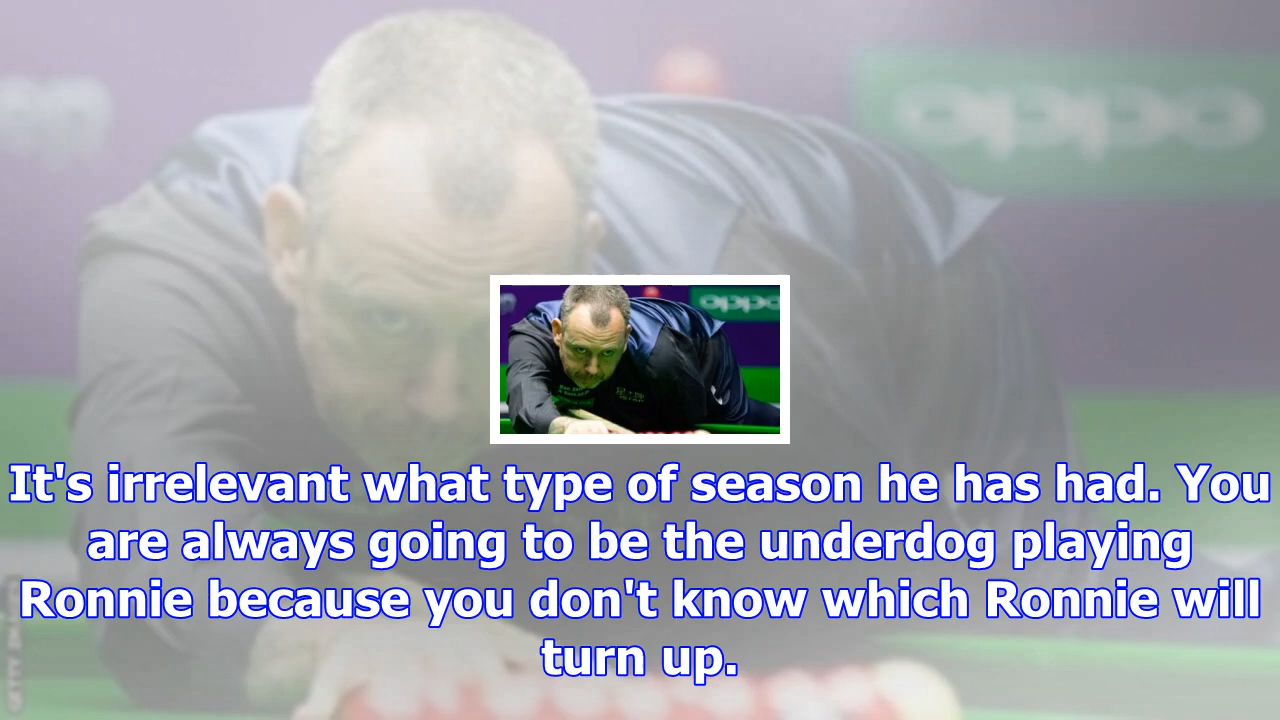 oppo
oppo
It's irrelevant what type of season he has had. You
are always going to be the underdog playing
Ronnie because you don't know which Ronnie will
turn up.